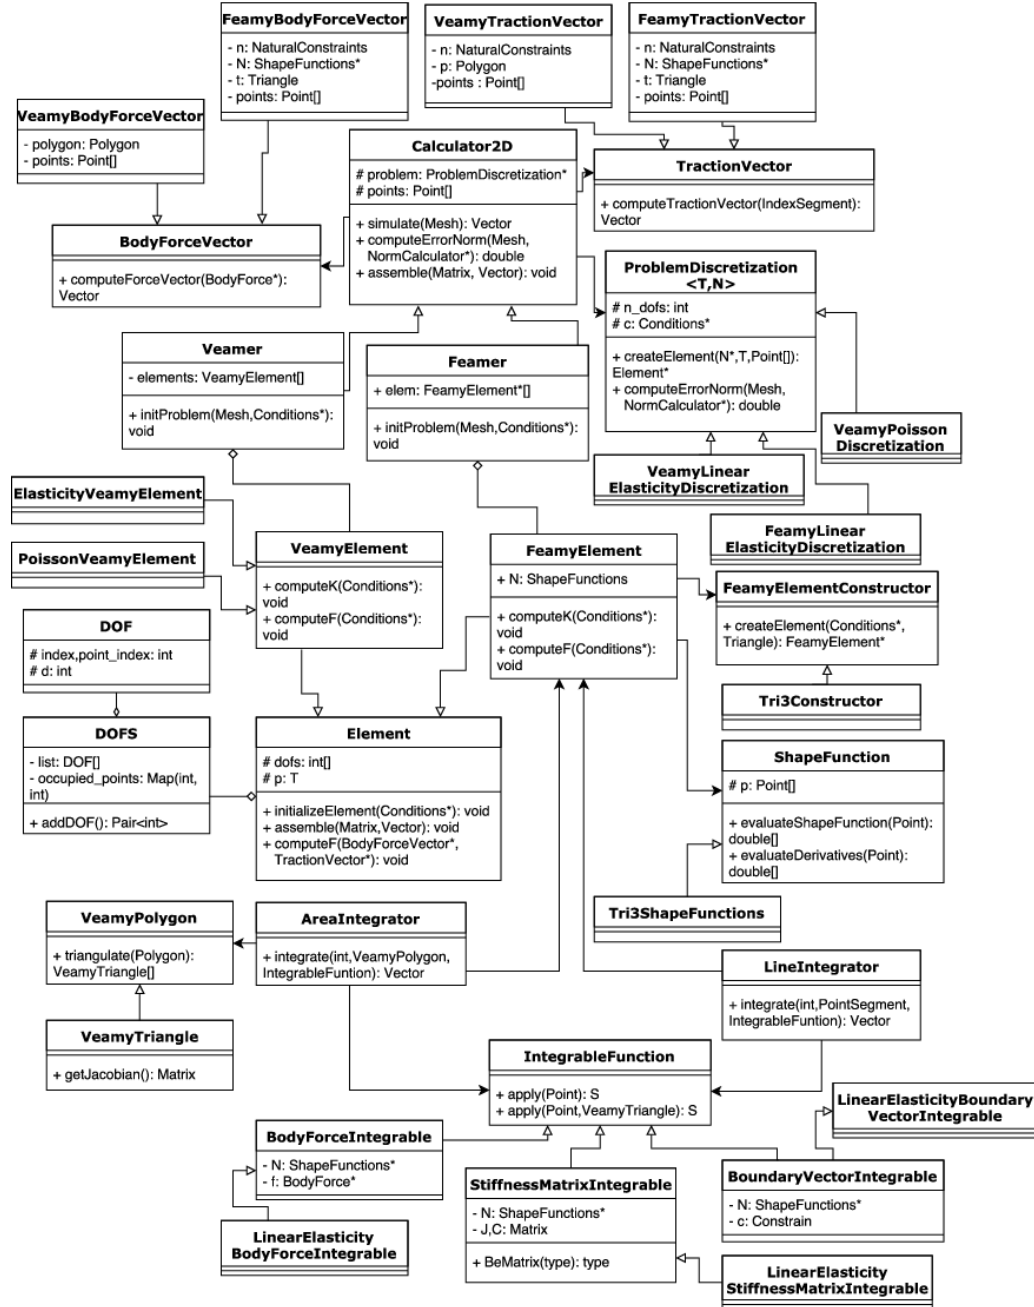 FeamyBodyForceVector
- n: NaturalConstraints
- N: ShapeFunctions*
- t: Triangle
- points: Point[]
VeamyTractionVector
- n: NaturalConstraints
- p: Polygon
-points : Point[]
FeamyTractionVector
- n: NaturalConstraints
- N: ShapeFunctions*
- t: Triangle
- points: Point[]
VeamyBodyForceVector
- polygon: Polygon
- points: Point[]
Calculator2D
# problem: ProblemDiscretization*
# points: Point[]
+ simulate(Mesh): Vector
+ computeErrorNorm(Mesh,
NormCalculator*): double
+ assemble(Matrix, Vector): void
TractionVector
+ computeTractionVector(IndexSegment):
Vector
BodyForceVector
+ computeForceVector(BodyForce*):
Vector
ProblemDiscretization
<T,N>
# n_dofs: int
# c: Conditions*
+ createElement(N*,T,Point[]):
Element*
+ computeErrorNorm(Mesh,
NormCalculator*): double
Veamer
- elements: VeamyElement[]
+ initProblem(Mesh,Conditions*):
void
Feamer
+ elem: FeamyElement*[]
+ initProblem(Mesh,Conditions*):
void
VeamyPoisson
Discretization
VeamyLinear
ElasticityDiscretization
FeamyLinear
ElasticityDiscretization
ElasticityVeamyElement
PoissonVeamyElement
VeamyElement
+ computeK(Conditions*):
void
+ computeF(Conditions*):
void
FeamyElement
+ N: ShapeFunctions
+ computeK(Conditions*):
void
+ computeF(Conditions*):
void
FeamyElementConstructor
+ createElement(Conditions*,
Triangle): FeamyElement*
Tri3Constructor
DOF
# index,point_index: int
# d: int
DOFS
- list: DOF[]
- occupied_points: Map(int,
int)
+ addDOF(): Pair<int>
Element
# dofs: int[]
# p: T
+ initializeElement(Conditions*): void
+ assemble(Matrix,Vector): void
+ computeF(BodyForceVector*,
TractionVector*): void
ShapeFunction
# p: Point[]
+ evaluateShapeFunction(Point):
double[]
+ evaluateDerivatives(Point):
double[]
Tri3ShapeFunctions
VeamyPolygon
+ triangulate(Polygon):
VeamyTriangle[]
AreaIntegrator
+ integrate(int,VeamyPolygon,
IntegrableFuntion): Vector
LineIntegrator
+ integrate(int,PointSegment,
IntegrableFuntion): Vector
VeamyTriangle
+ getJacobian(): Matrix
IntegrableFunction
+ apply(Point): S
+ apply(Point,VeamyTriangle): S
LinearElasticityBoundary
VectorIntegrable
BodyForceIntegrable
- N: ShapeFunctions*
- f: BodyForce*
StiffnessMatrixIntegrable
- N: ShapeFunctions*
- J,C: Matrix
+ BeMatrix(type): type
BoundaryVectorIntegrable
- N: ShapeFunctions*
- c: Constrain
LinearElasticity
BodyForceIntegrable
LinearElasticity
StiffnessMatrixIntegrable